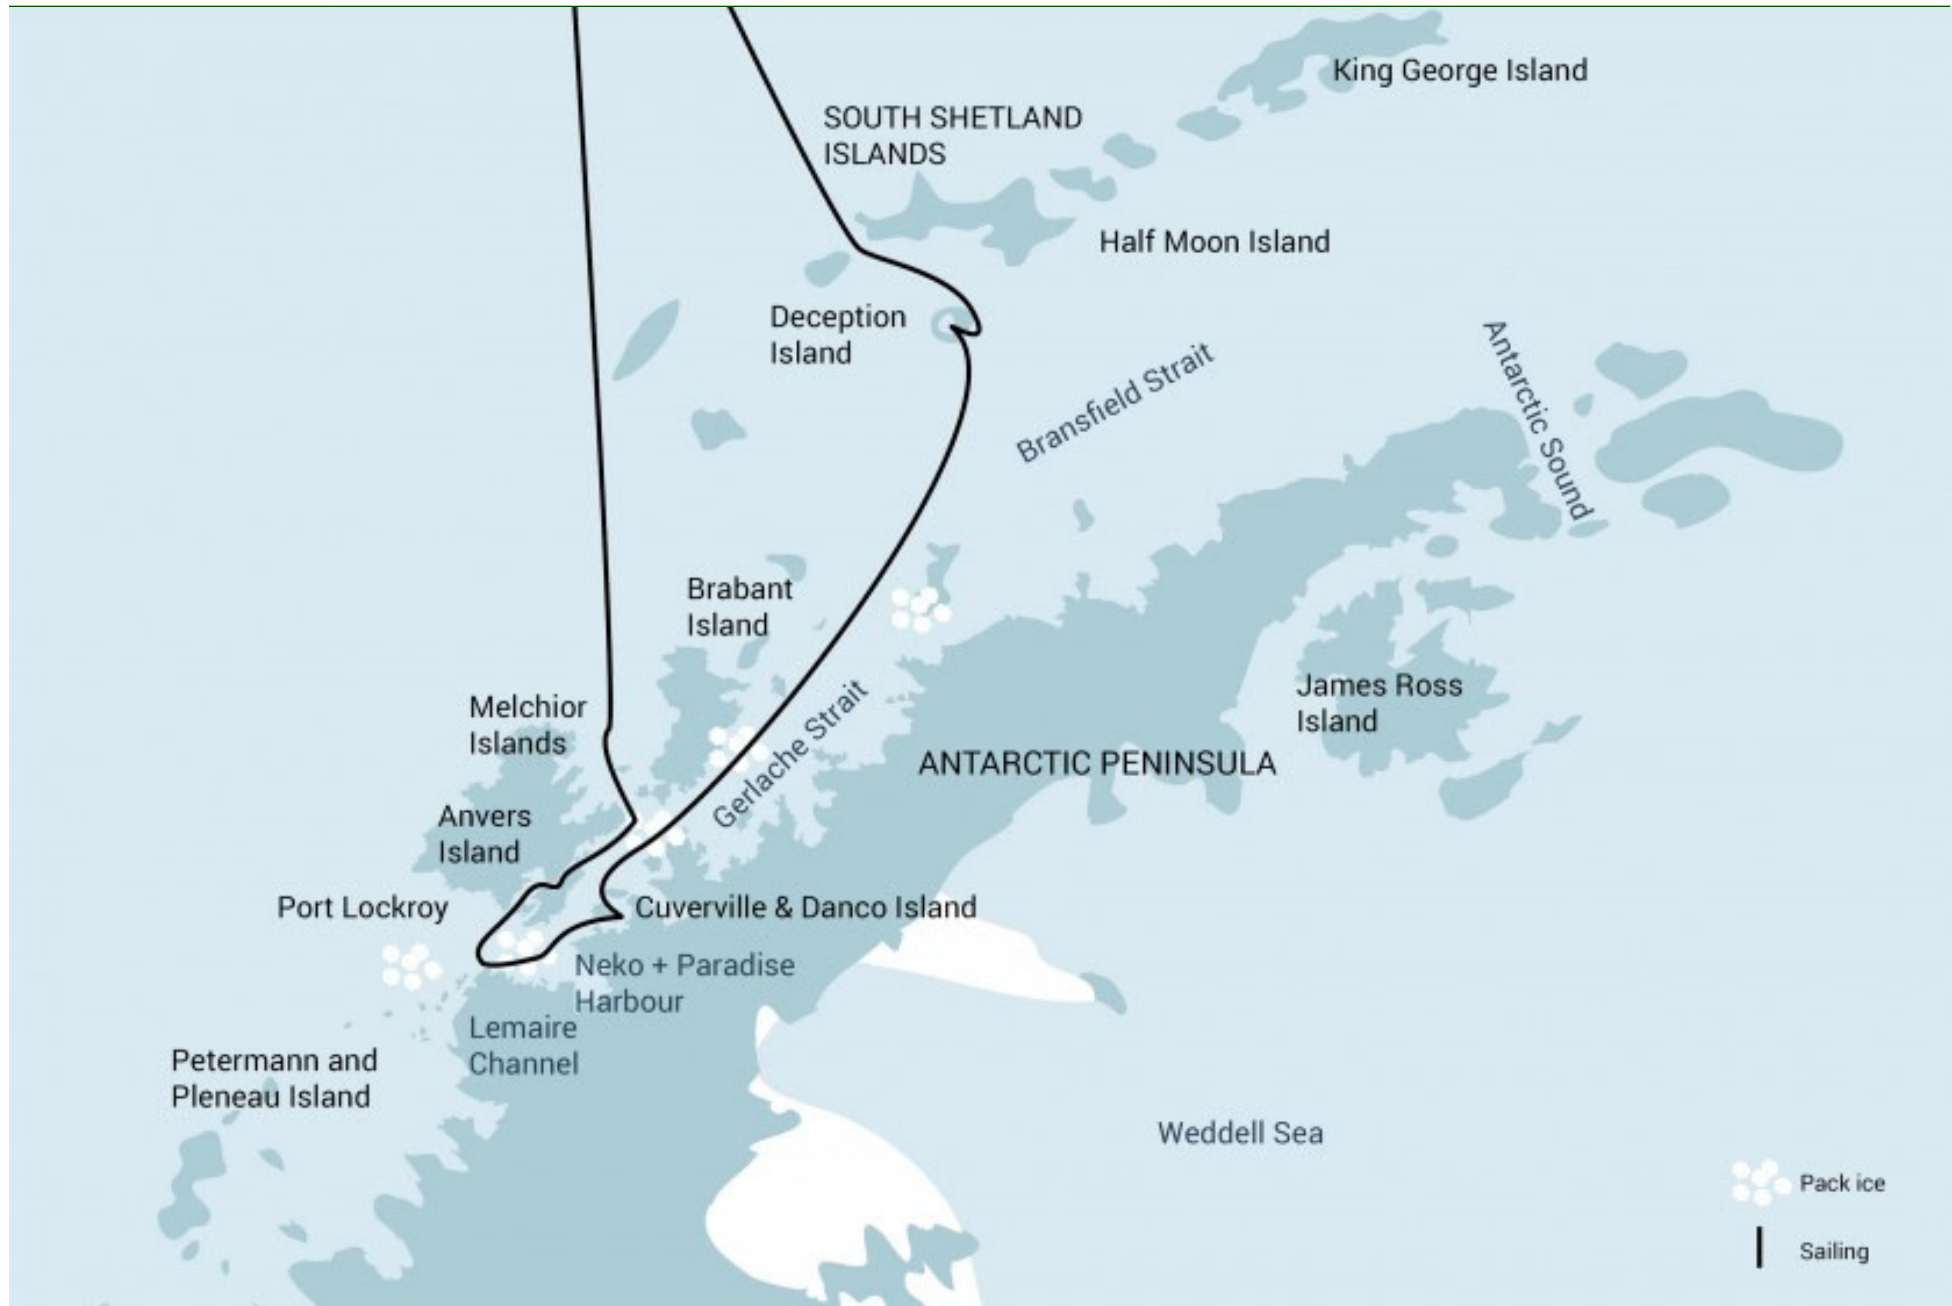 King George Island
SOUTH SHETLAND
ISLANDS
Half Moon Island
Deception
Island
Bransfield Strait
Antarctic Sound
Brabant
Island
Gerlache Strait
James Ross
Island
Melchior
Islands
ANTARCTIC PENINSULA
Anvers
Island
Port Lockroy
Cuverville & Danco Island
Neko + Paradise
Harbour
Lemaire
Channel
Petermann and
Pleneau Island
Weddell Sea
Pack ice
Sailing